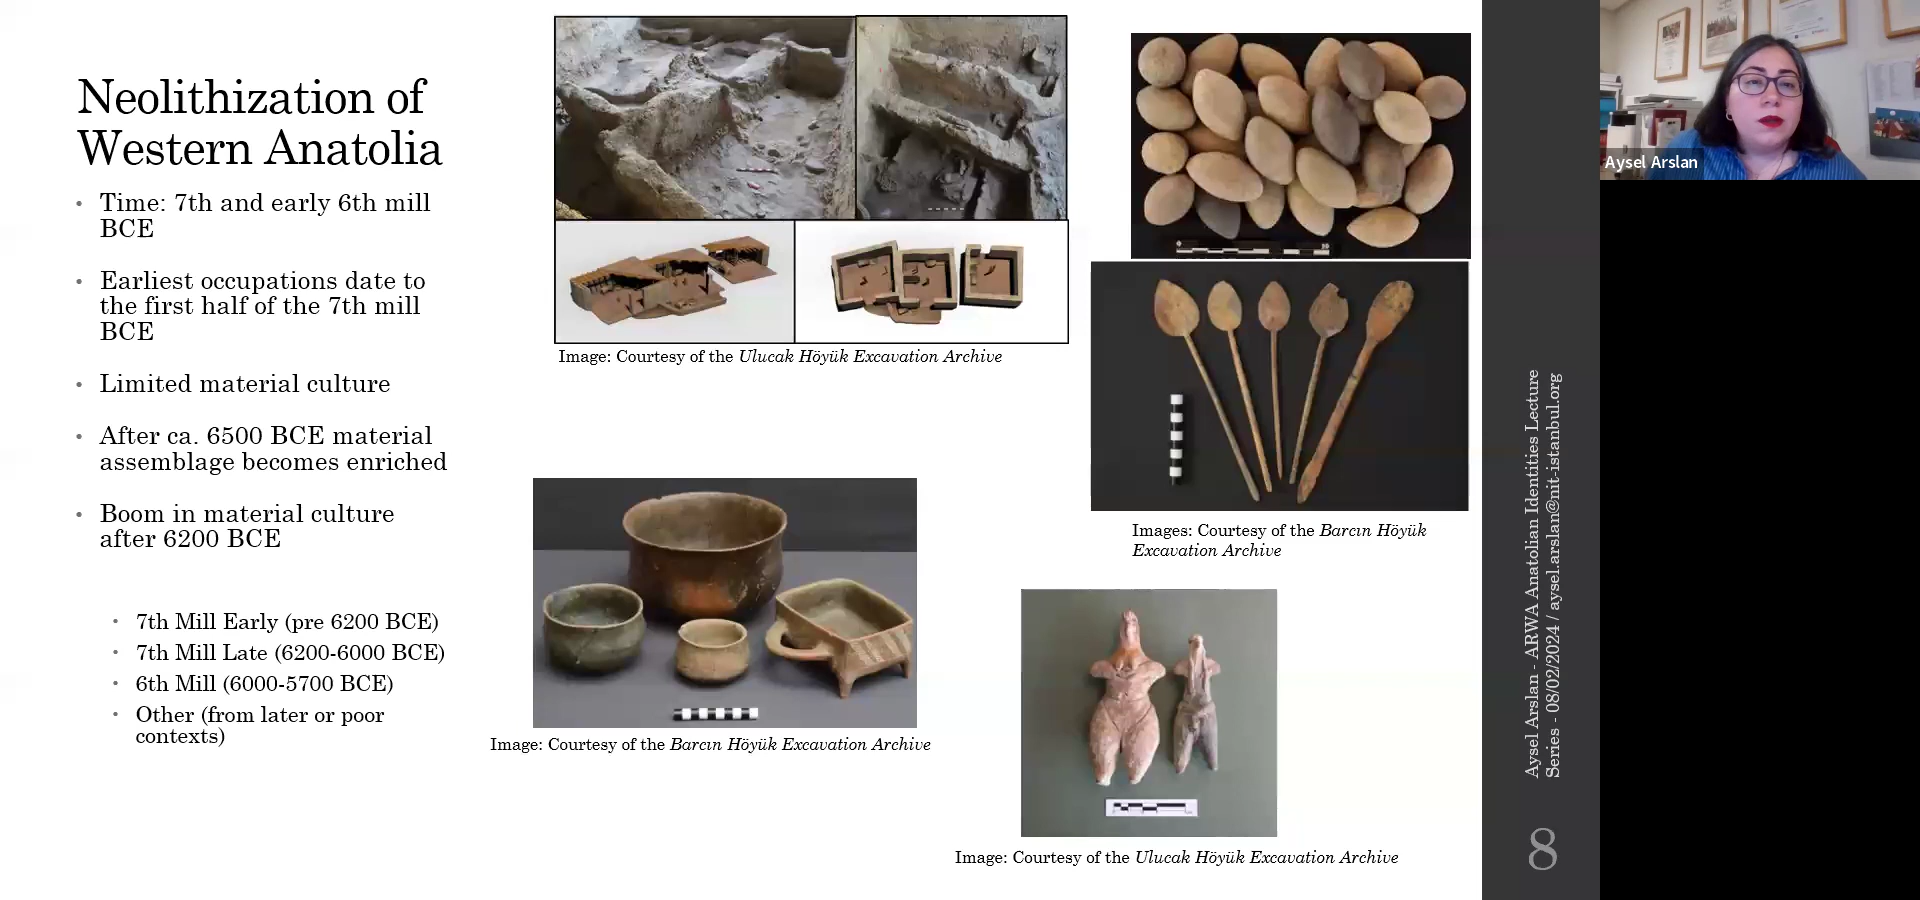 Neolithization of
Western Anatolia
• Time: 7th and early 6th mill
BCE
• Earliest occupations date to
the first half of the 7th mill
BCE
• Limited material culture
• After ca. 6500 BCE material
assemblage becomes enriched
• Boom in material culture
after 6200 BCE
• 7th Mill Early (pre 6200 BCE)
• 7th Mill Late (6200-6000 BCE)
• 6th Mill (6000-5700 BCE)
• Other (from later or poor
contexts)
Image: Courtesy of the Ulucak Höyük Excavation Archive
Image: Courtesy of the Barcın Höyük Excavation Archive
Images: Courtesy of the Barcın Höyük
Excavation Archive
Image: Courtesy of the Ulucak Höyük Excavation Archive
Aysel Arslan - ARWA Anatolian Identities Lecture
Series - 08/02/2024 / aysel.arslan@nit-istanbul.org
8
Aysel Arslan